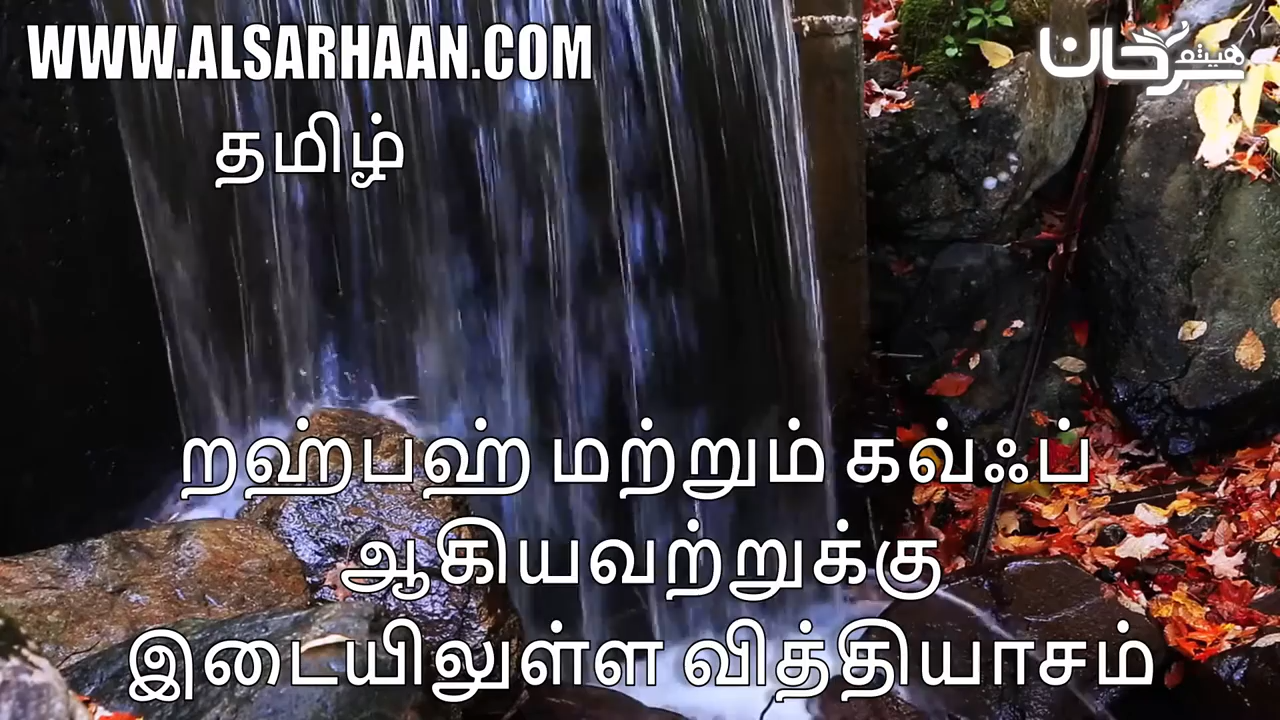 WWW.ALSARHAAN.COM
هيثم سرحان
தமிழ்
றஹ்பஹ் மற்றும் கவ்ஃப்
ஆகியவற்றுக்கு
இடையிலுள்ள வித்தியாசம்